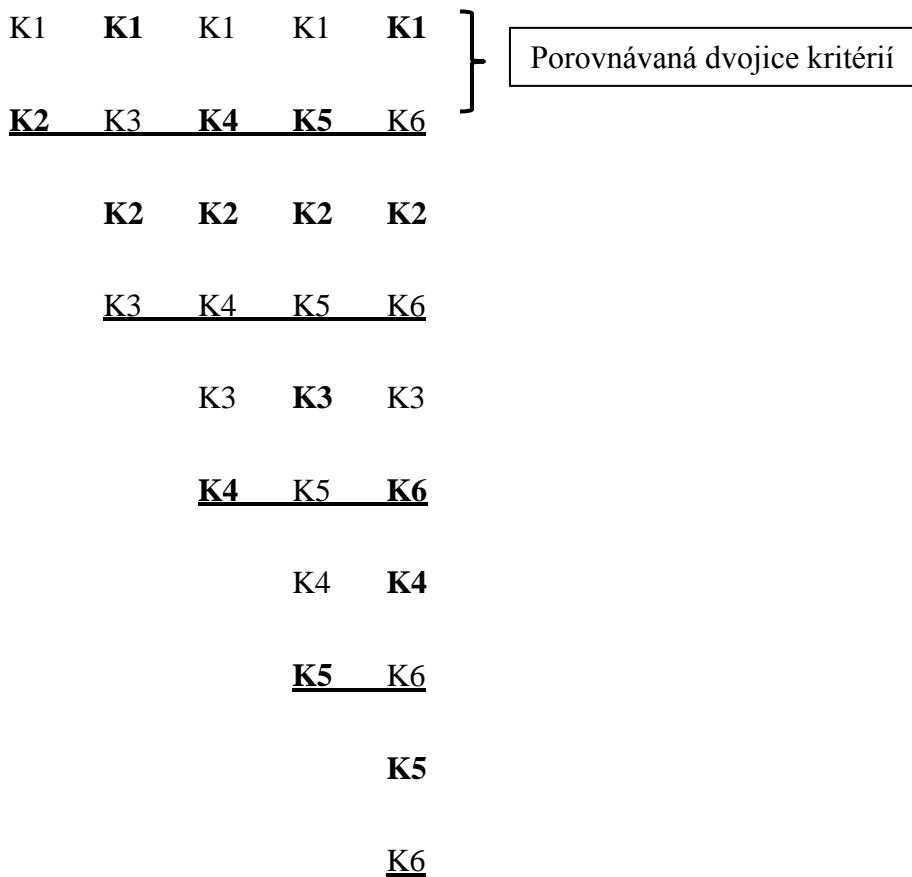 K1 K1 K1 K1 K1
Porovnávaná dvojice kritérií
K2 K3 K4 K5 K6
K2 K2 K2 K2
K3 K4 K5 K6
K3 K3 K3
K4 K5 K6
K4 K4
K5 K6
K5
K6